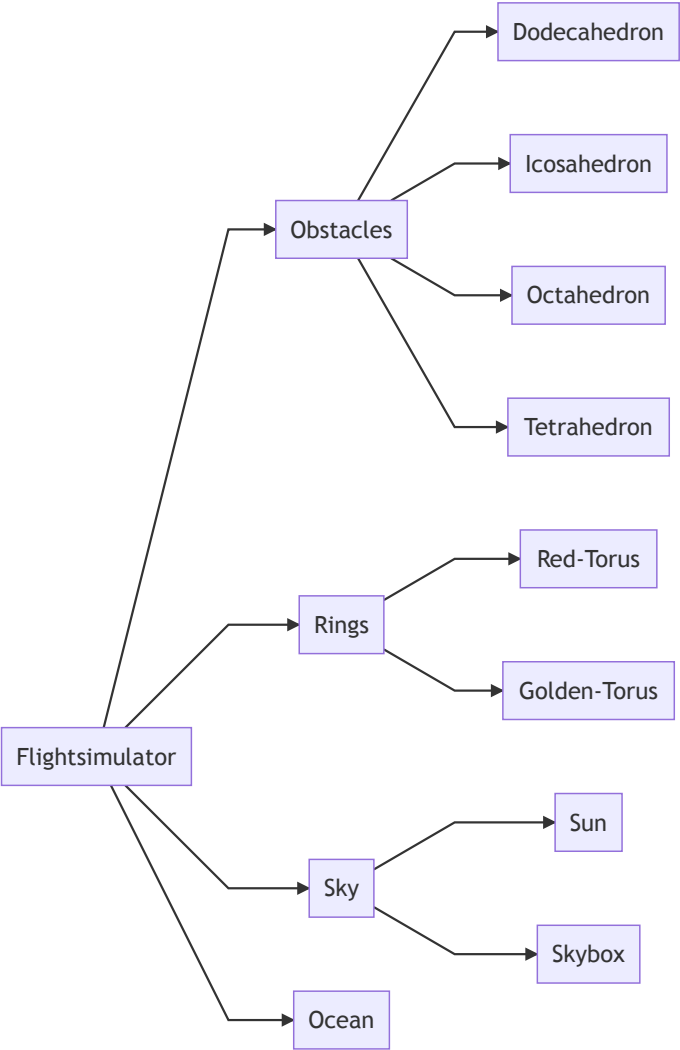 Dodecahedron
Icosahedron
Obstacles
Octahedron
Tetrahedron
Red-Torus
Rings
Golden-Torus
Flightsimulator
Sun
Sky
Skybox
Ocean